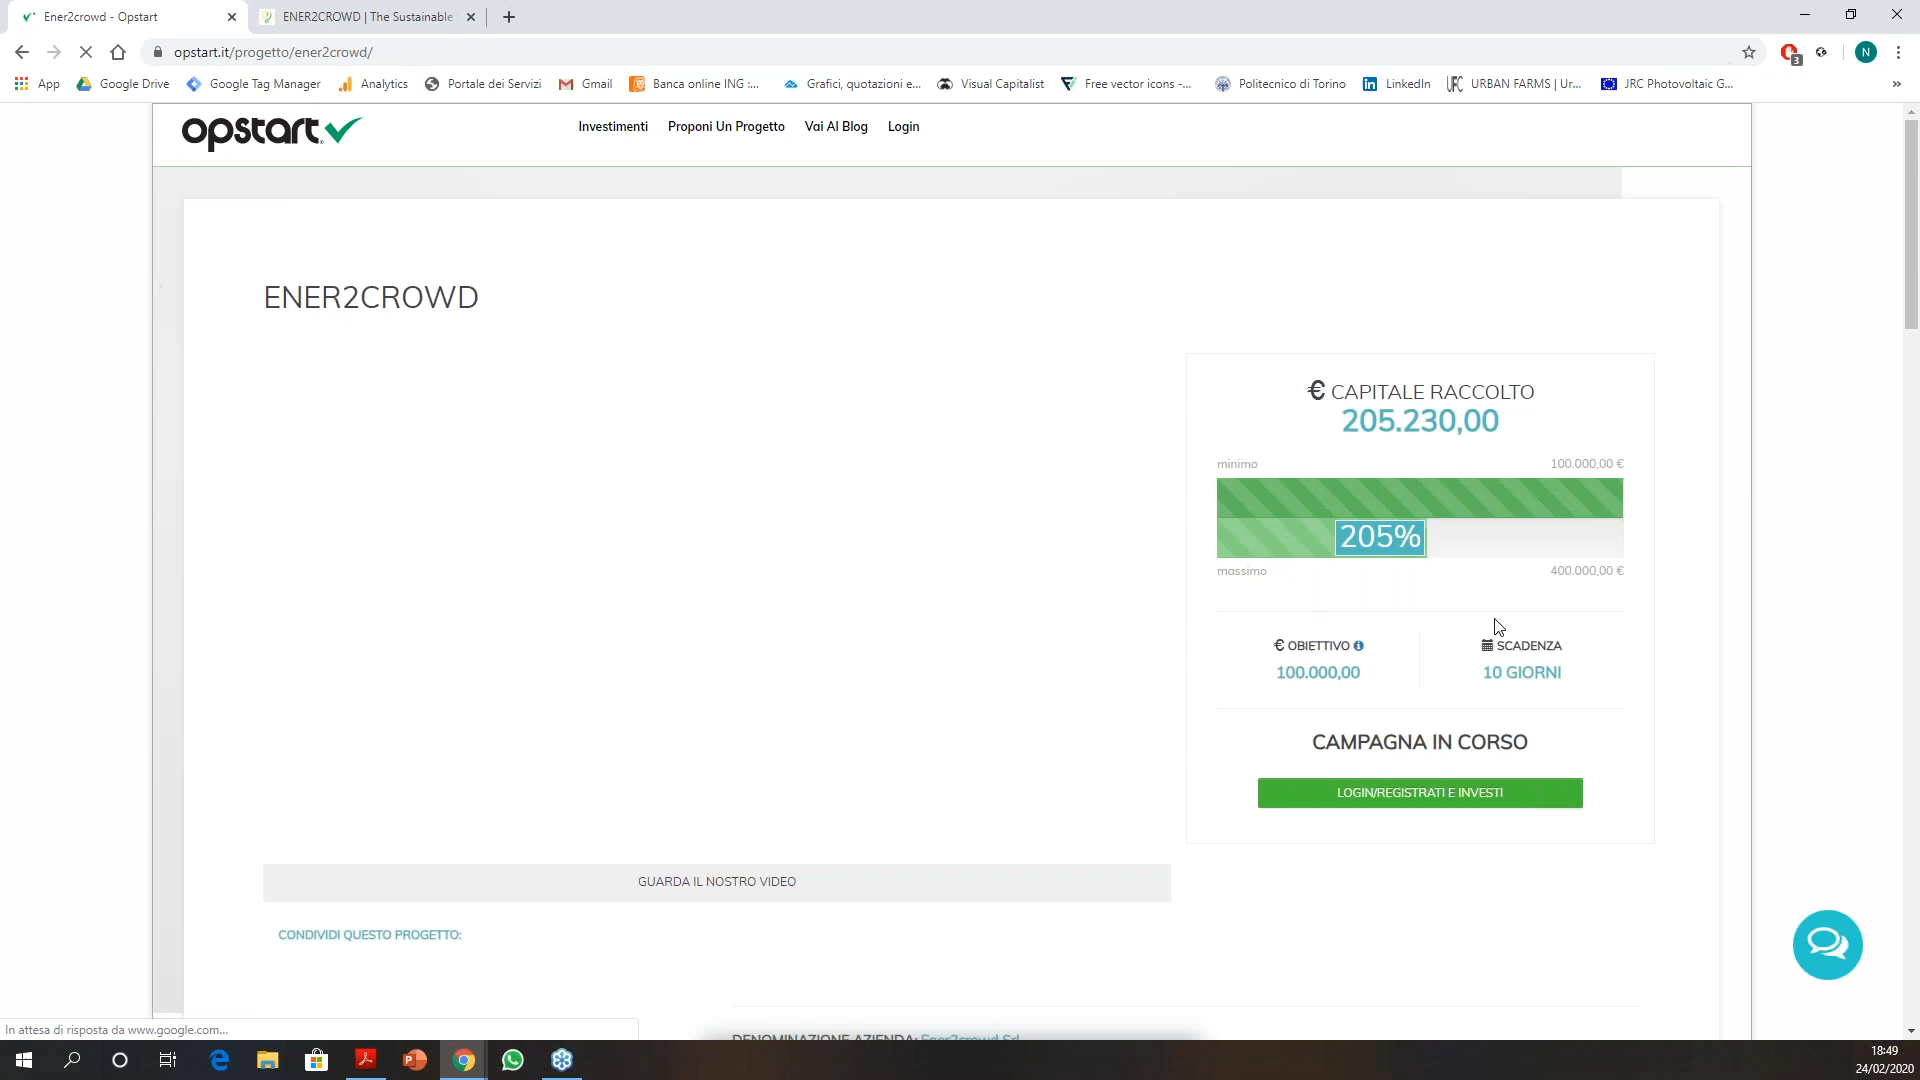 Ener2crowd - Opstart
ENER2CROWD | The Sustainable
opstart.it/progetto/ener2crowd/
3
N
App
Google Drive
Google Tag Manager
Analytics
Portale dei Servizi
Gmail
Banca online ING :...
Grafici, quotazioni e...
Visual Capitalist
Free vector icons -...
Politecnico di Torino
LinkedIn
URBAN FARMS | Ur...
JRC Photovoltaic G...
»
opstart
Investimenti
Proponi Un Progetto
Vai Al Blog
Login
ENER2CROWD
€ CAPITALE RACCOLTO
205.230,00
minimo
100.000,00 €
205%
massimo
400.000,00 €
€ OBIETTIVO
SCADENZA
100.000,00
10 GIORNI
CAMPAGNA IN CORSO
LOGIN/REGISTRATI E INVESTI
GUARDA IL NOSTRO VIDEO
CONDIVIDI QUESTO PROGETTO:
DENOMINAZIONE AZIENDA: Ener2crowd Srl
In attesa di risposta da www.google.com...
18:49
24/02/2020